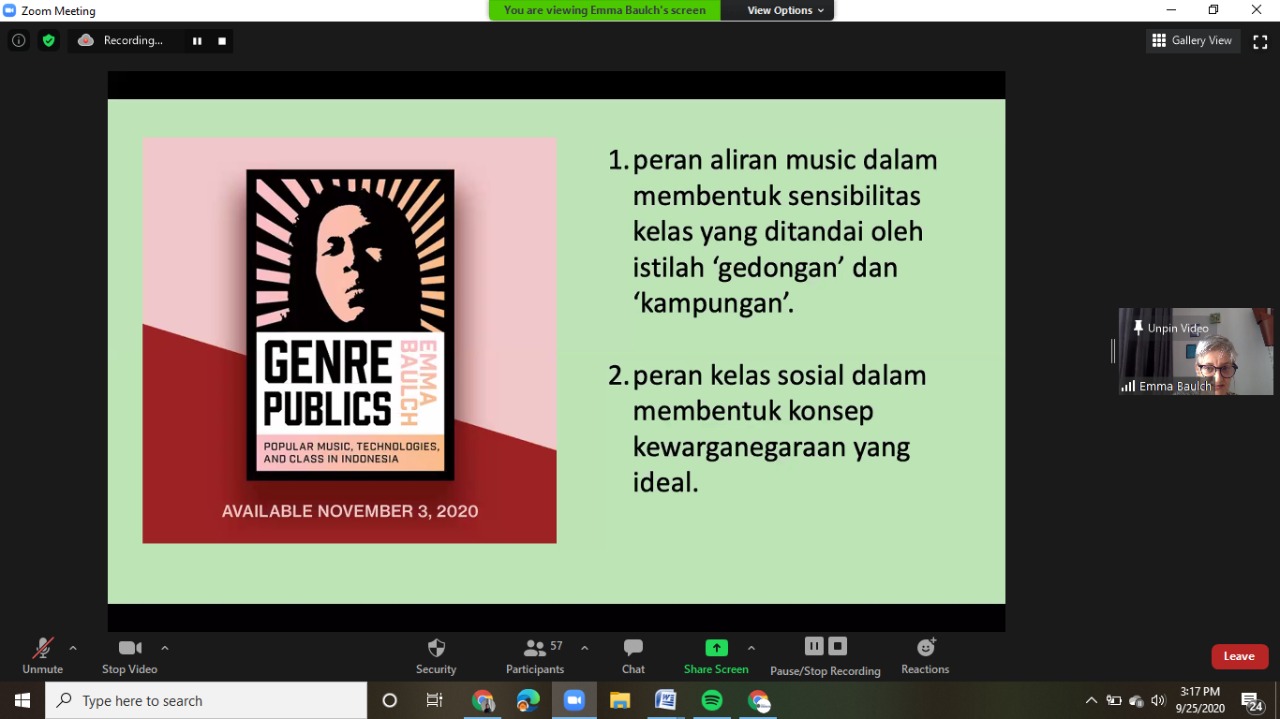 Zoom Meeting
You are viewing Emma Baulch's screen
View Options
Recording...
Gallery View
GENRE
PUBLICS
EMMA
BAULCH
POPULAR MUSIC, TECHNOLOGIES,
AND CLASS IN INDONESIA
AVAILABLE NOVEMBER 3, 2020
1. peran aliran music dalam
membentuk sensibilitas
kelas yang ditandai oleh
istilah ‘gedongan’ dan
‘kampungan’.
2. peran kelas sosial dalam
membentuk konsep
kewarganegaraan yang
ideal.
Unpin Video
Emma Baulch
Unmute
Stop Video
Security
57
Participants
Chat
Share Screen
Pause/Stop Recording
Reactions
Leave
Type here to search
3:17 PM
9/25/2020
24